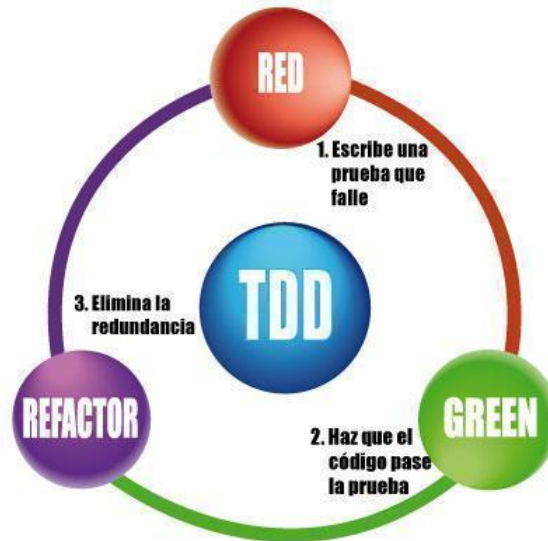 RED
1. Escribe una
prueba que
falle
TDD
3. Elimina la
redundancia
REFACTOR
GREEN
2. Haz que el
código pase
la prueba